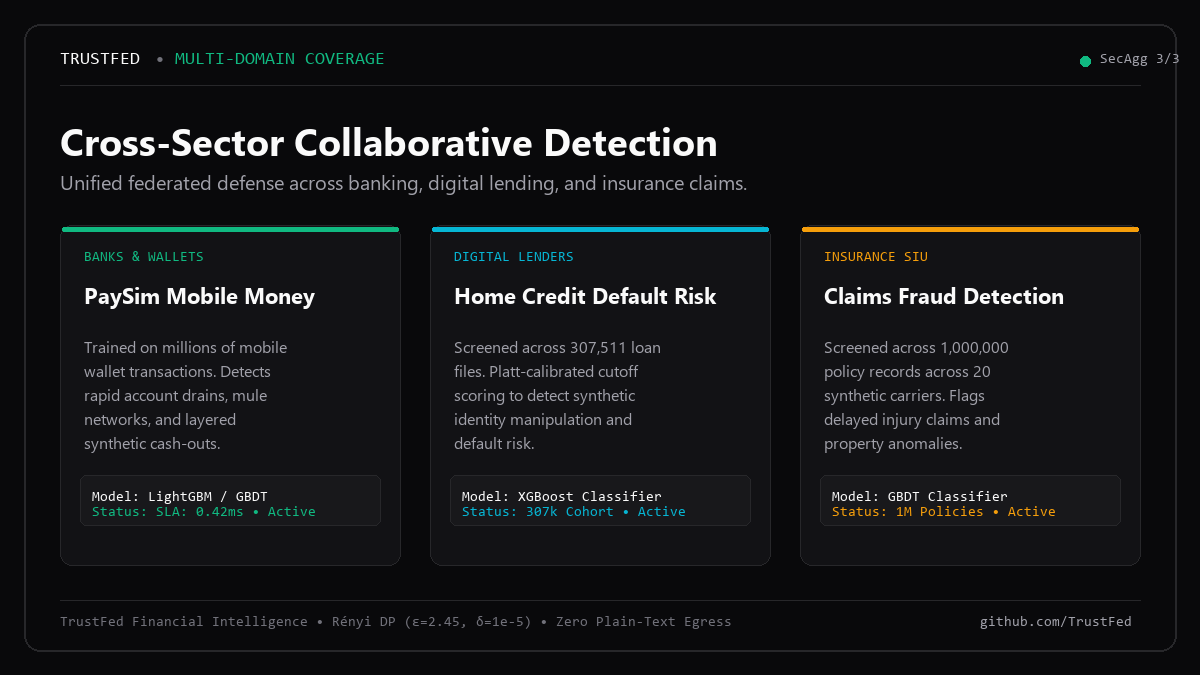 TRUSTFED • MULTI-DOMAIN COVERAGE
SecAgg 3/3
Cross-Sector Collaborative Detection
Unified federated defense across banking, digital lending, and insurance claims.
BANKS & WALLETS
PaySim Mobile Money
Trained on millions of mobile
wallet transactions. Detects
rapid account drains, mule
networks, and layered
synthetic cash-outs.
Model: LightGBM / GBDT
Status: SLA: 0.42ms • Active
DIGITAL LENDERS
Home Credit Default Risk
Screened across 307,511 loan
files. Platt-calibrated cutoff
scoring to detect synthetic
identity manipulation and
default risk.
Model: XGBoost Classifier
Status: 307k Cohort • Active
INSURANCE SIU
Claims Fraud Detection
Screened across 1,000,000
policy records across 20
synthetic carriers. Flags
delayed injury claims and
property anomalies.
Model: GBDT Classifier
Status: 1M Policies • Active
TrustFed Financial Intelligence • Rényi DP (ε=2.45, δ=1e-5) • Zero Plain-Text Egress
github.com/TrustFed